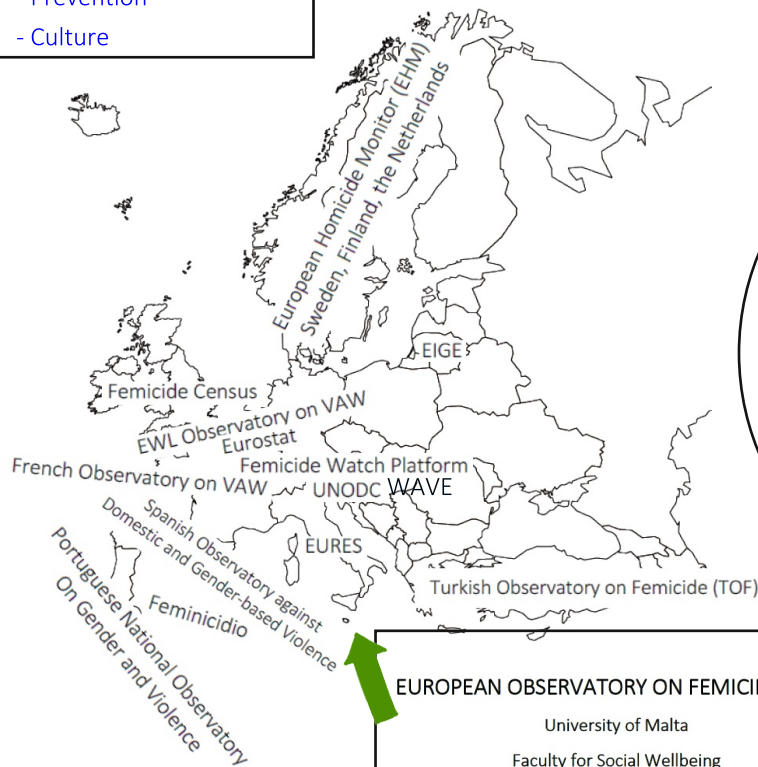 - Prevention
- Culture
European Homicide Monitor (EHM)
Sweden, Finland, the Netherlands
EIGE
Femicide Census
EWL Observatory on VAW
Eurostat
French Observatory on VAW
Femicide Watch Platform
UNODC WAVE
Spanish Observatory against
Domestic and Gender-based Violence
EURES
Portuguese National Observatory
On Gender and Violence
Feminicidio
Turkish Observatory on Femicide (TOF)
EUROPEAN OBSERVATORY ON FEMICI
University of Malta
Faculty for Social Wellbeing